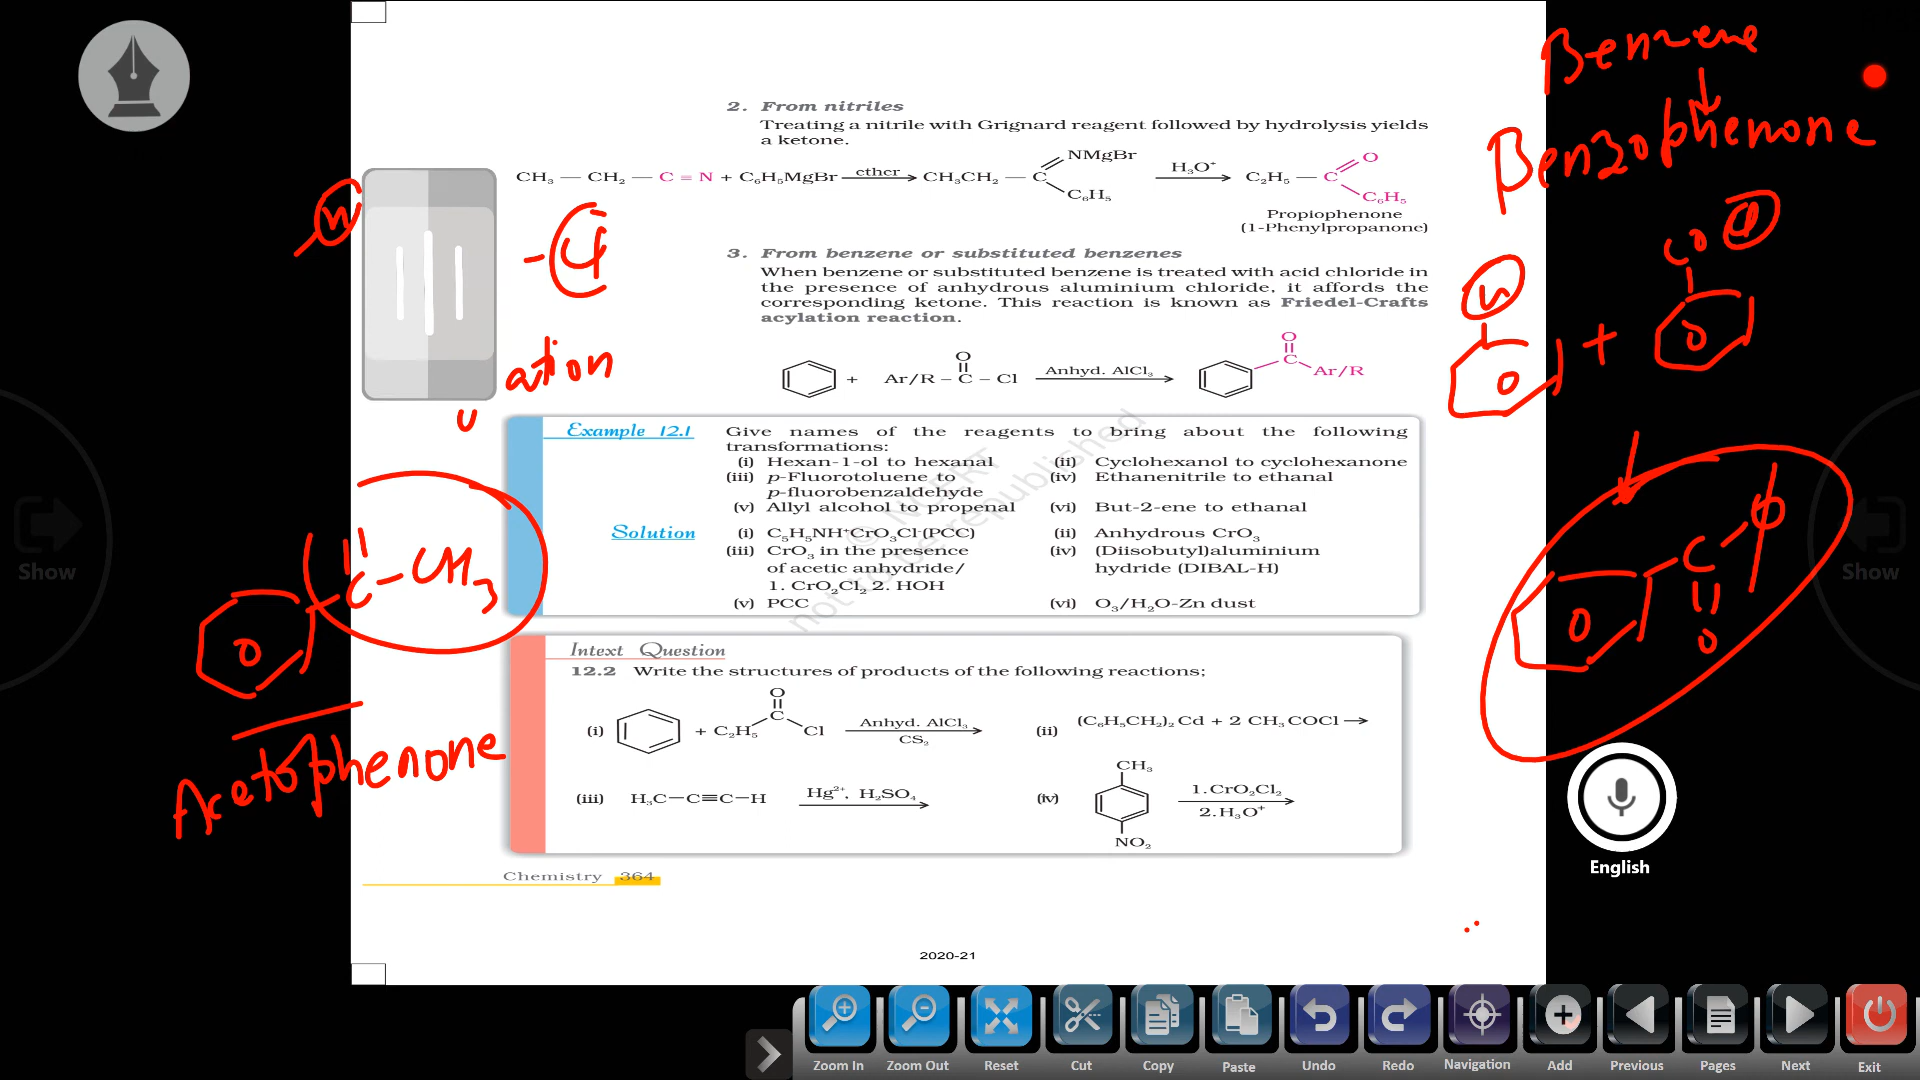 2. From nitriles
Treating a nitrile with Grignard reagent followed by hydrolysis yields
a ketone.
CH₃ — CH₂ — C ≡ N + C₆H₅MgBr ether → CH₃CH₂ — C NMgBr C₆H₅ H₃O⁺ → C₂H₅ — C O C₆H₅
Propiophenone
(1-Phenylpropanone)
3. From benzene or substituted benzenes
When benzene or substituted benzene is treated with acid chloride in
the presence of anhydrous aluminium chloride, it affords the
corresponding ketone. This reaction is known as Friedel-Crafts
acylation reaction.
+ Ar/R – C – Cl O Anhyd. AlCl₃ → O C Ar/R
Example 12.1
Give names of the reagents to bring about the following
transformations:
(i) Hexan-1-ol to hexanal (ii) Cyclohexanol to cyclohexanone
(iii) p-Fluorotoluene to (iv) Ethanenitrile to ethanal
p-fluorobenzaldehyde
(v) Allyl alcohol to propenal (vi) But-2-ene to ethanal
Solution
(i) C₅H₅NH⁺CrO₃Cl⁻(PCC) (ii) Anhydrous CrO₃
(iii) CrO₃ in the presence (iv) (Diisobutyl)aluminium
of acetic anhydride/ hydride (DIBAL-H)
1. CrO₂Cl₂ 2. HOH
(v) PCC (vi) O₃/H₂O-Zn dust
© NCERT
not to be republished
Intext Question
12.2 Write the structures of products of the following reactions;
(i) + C₂H₅ C O Cl Anhyd. AlCl₃ → CS₂ (ii) (C₆H₅CH₂)₂ Cd + 2 CH₃COCl →
(iii) H₃C—C≡C—H Hg²⁺, H₂SO₄ → (iv) CH₃ NO₂ 1.CrO₂Cl₂ → 2.H₃O⁺
Chemistry 364
2020-21
Benzene
↓
Benzophenone
H
+
COCl
C
O
ɸ
H
-Cl
ation
C-CH₃
Acetophenone
Show
Show
English
Zoom In
Zoom Out
Reset
Cut
Copy
Paste
Undo
Redo
Navigation
Add
Previous
Pages
Next
Exit